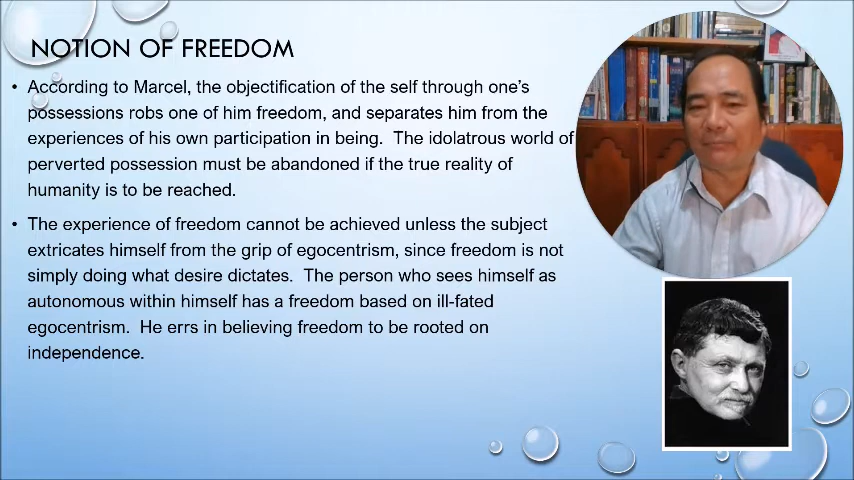 NOTION OF FREEDOM
• According to Marcel, the objectification of the self through one's
possessions robs one of him freedom, and separates him from the
experiences of his own participation in being.  The idolatrous world of
perverted possession must be abandoned if the true reality of
humanity is to be reached.
• The experience of freedom cannot be achieved unless the subject
extricates himself from the grip of egocentrism, since freedom is not
simply doing what desire dictates.  The person who sees himself as
autonomous within himself has a freedom based on ill-fated
egocentrism.  He errs in believing freedom to be rooted on
independence.